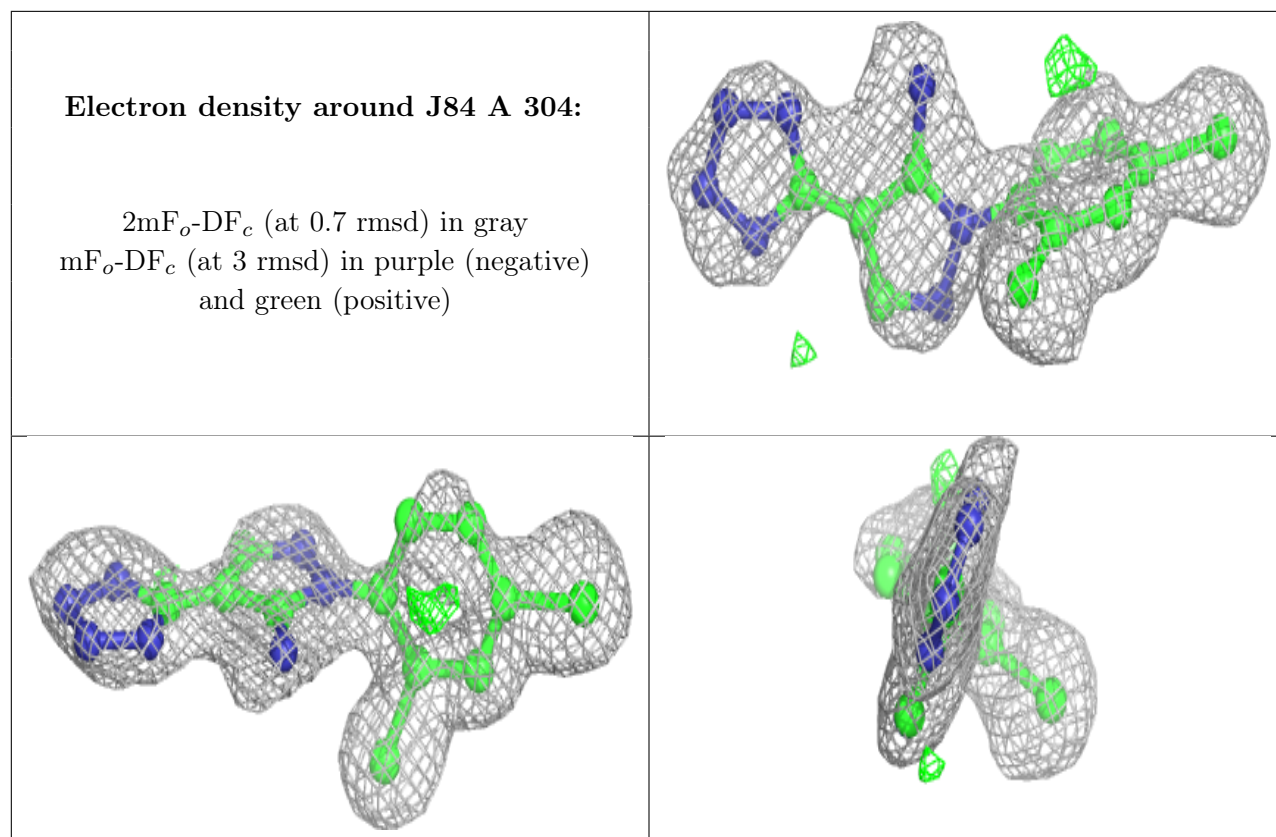 Electron density around J84 A 304:
2mFo-DFc (at 0.7 rmsd) in gray
mFo-DFc (at 3 rmsd) in purple (negative)
and green (positive)